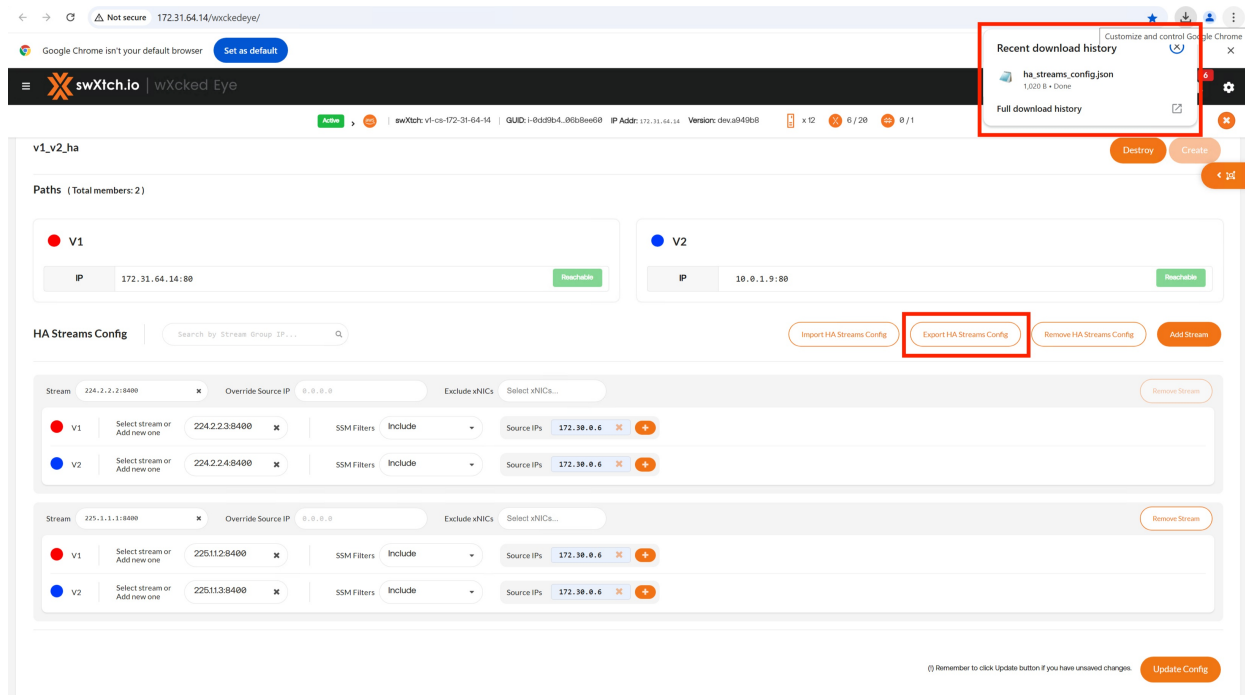 Not secure 172.31.64.14/wxckedeye/
Google Chrome isn't your default browser Set as default
Customize and control Google Chrome
Recent download history
ha_streams_config.json
1,020 B • Done
Full download history
swXtch.io | wXcked Eye 6
Active swXtch: v1-cs-172-31-64-14 | GUID: i-0dd9b4..06b8ee60 IP Addr: 172.31.64.14 Version: dev.a949b8 x 12 6 / 20 0 / 1
v1_v2_ha Destroy Create
Paths (Total members: 2)
V1 V2
IP 172.31.64.14:80 Reachable IP 10.0.1.9:80 Reachable
HA Streams Config Search by Stream Group IP... Import HA Streams Config Export HA Streams Config Remove HA Streams Config Add Stream
Stream 224.2.2.2:8400 Override Source IP 0.0.0.0 Exclude xNICs Select xNICs... Remove Stream
V1 Select stream or Add new one 224.2.2.3:8400 SSM Filters Include Source IPs 172.30.0.6
V2 Select stream or Add new one 224.2.2.4:8400 SSM Filters Include Source IPs 172.30.0.6
Stream 225.1.1.1:8400 Override Source IP 0.0.0.0 Exclude xNICs Select xNICs... Remove Stream
V1 Select stream or Add new one 225.1.1.2:8400 SSM Filters Include Source IPs 172.30.0.6
V2 Select stream or Add new one 225.1.1.3:8400 SSM Filters Include Source IPs 172.30.0.6
(!) Remember to click Update button if you have unsaved changes. Update Config